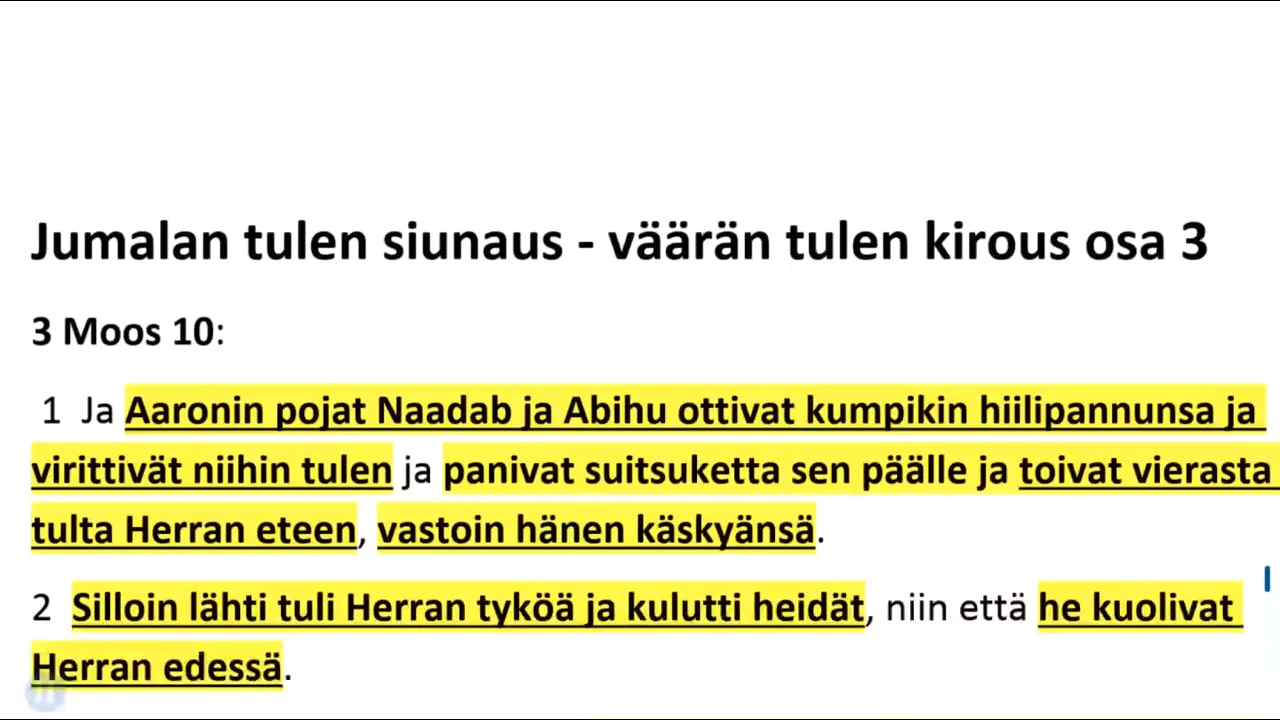 Jumalan tulen siunaus - väärän tulen kirous osa 3
3 Moos 10:
1 Ja Aaronin pojat Naadab ja Abihu ottivat kumpikin hiilipannunsa ja
virittivät niihin tulen ja panivat suitsuketta sen päälle ja toivat vierasta
tulta Herran eteen, vastoin hänen käskyänsä.
2 Silloin lähti tuli Herran tyköä ja kulutti heidät, niin että he kuolivat
Herran edessä.